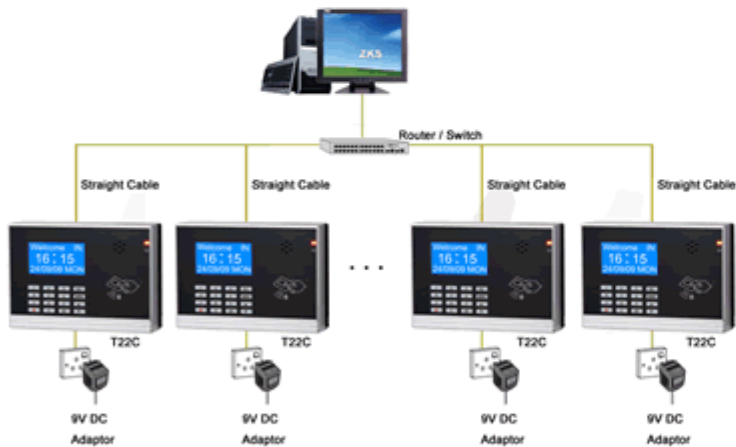 ZKS
Router / Switch
Straight Cable
Straight Cable
Straight Cable
Straight Cable
Welcome IN
16:15
24/09/09 MON
Welcome IN
16:15
24/09/09 MON
...
Welcome IN
16:15
24/09/09 MON
Welcome IN
16:15
24/09/09 MON
T22C
T22C
T22C
T22C
9V DC
Adaptor
9V DC
Adaptor
9V DC
Adaptor
9V DC
Adaptor